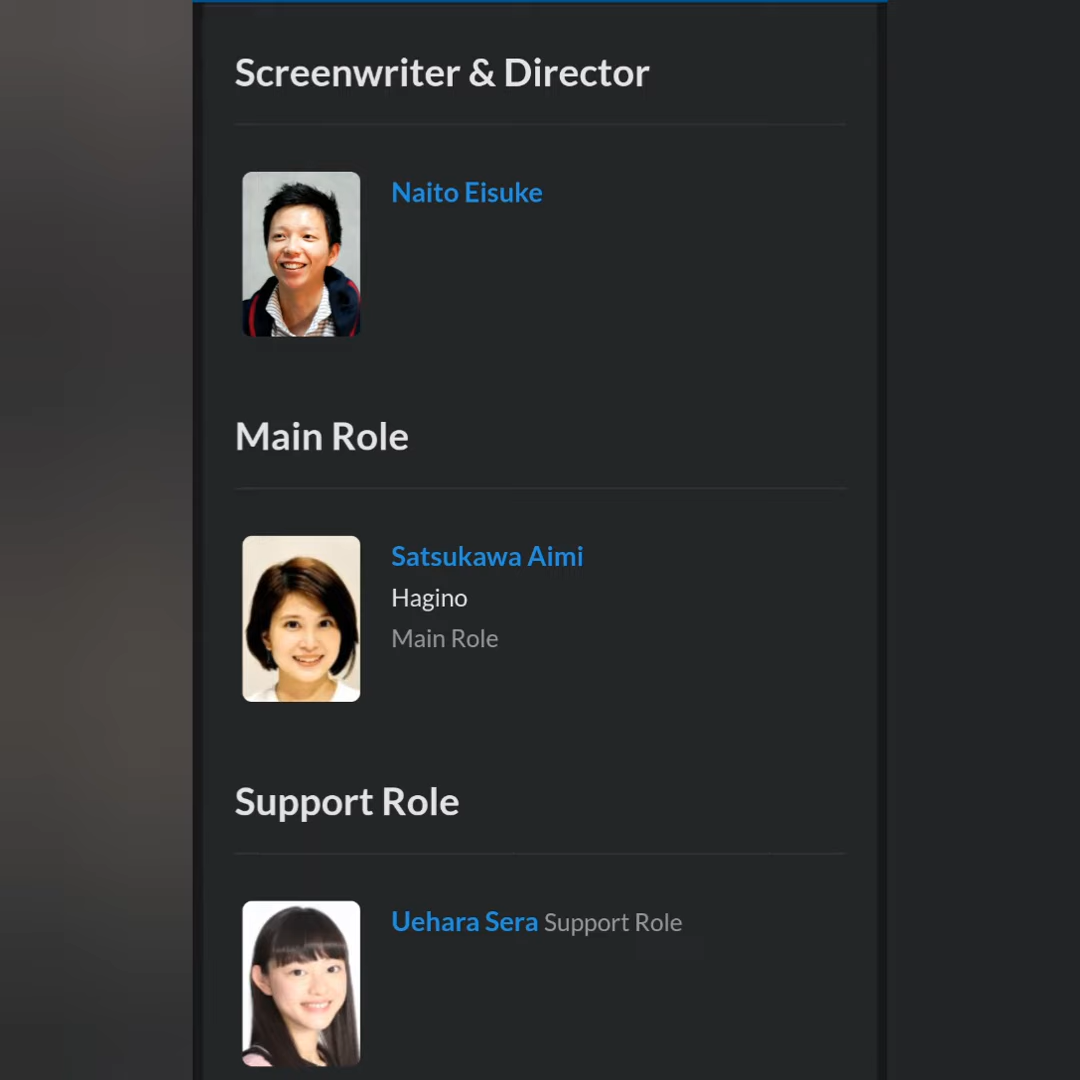 Screenwriter & Director
Naito Eisuke
Main Role
Satsukawa Aimi
Hagino
Main Role
Support Role
Uehara Sera Support Role